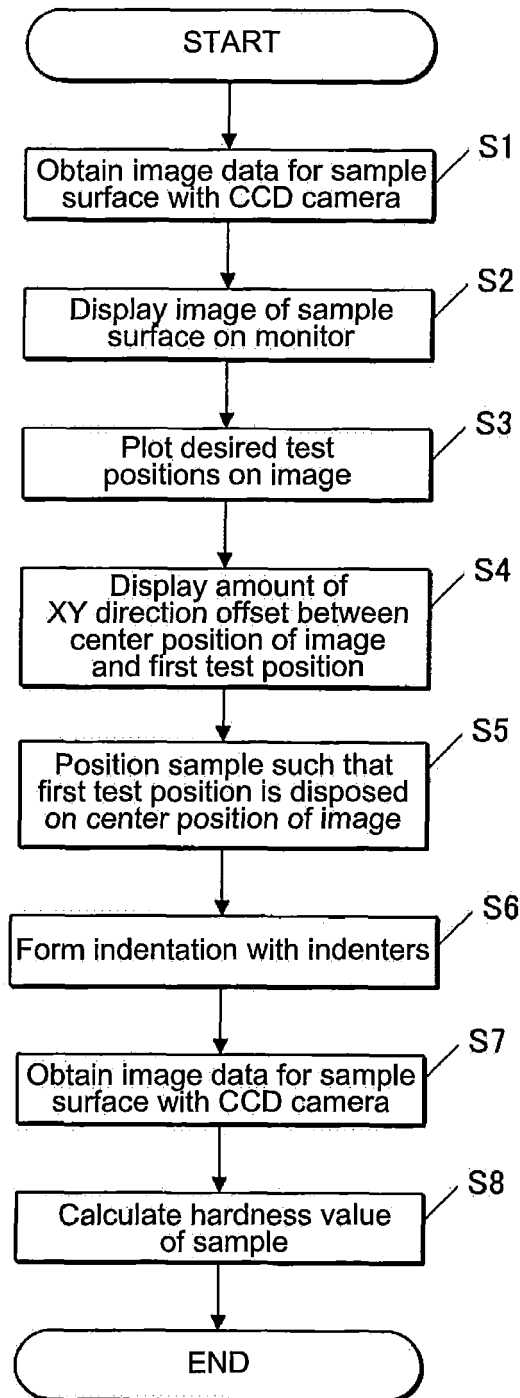 START
S1
Obtain image data for sample
surface with CCD camera
S2
Display image of sample
surface on monitor
S3
Plot desired test
positions on image
S4
Display amount of
XY direction offset between
center position of image
and first test position
S5
Position sample such that
first test position is disposed
on center position of image
S6
Form indentation with indenters
S7
Obtain image data for sample
surface with CCD camera
S8
Calculate hardness value
of sample
END